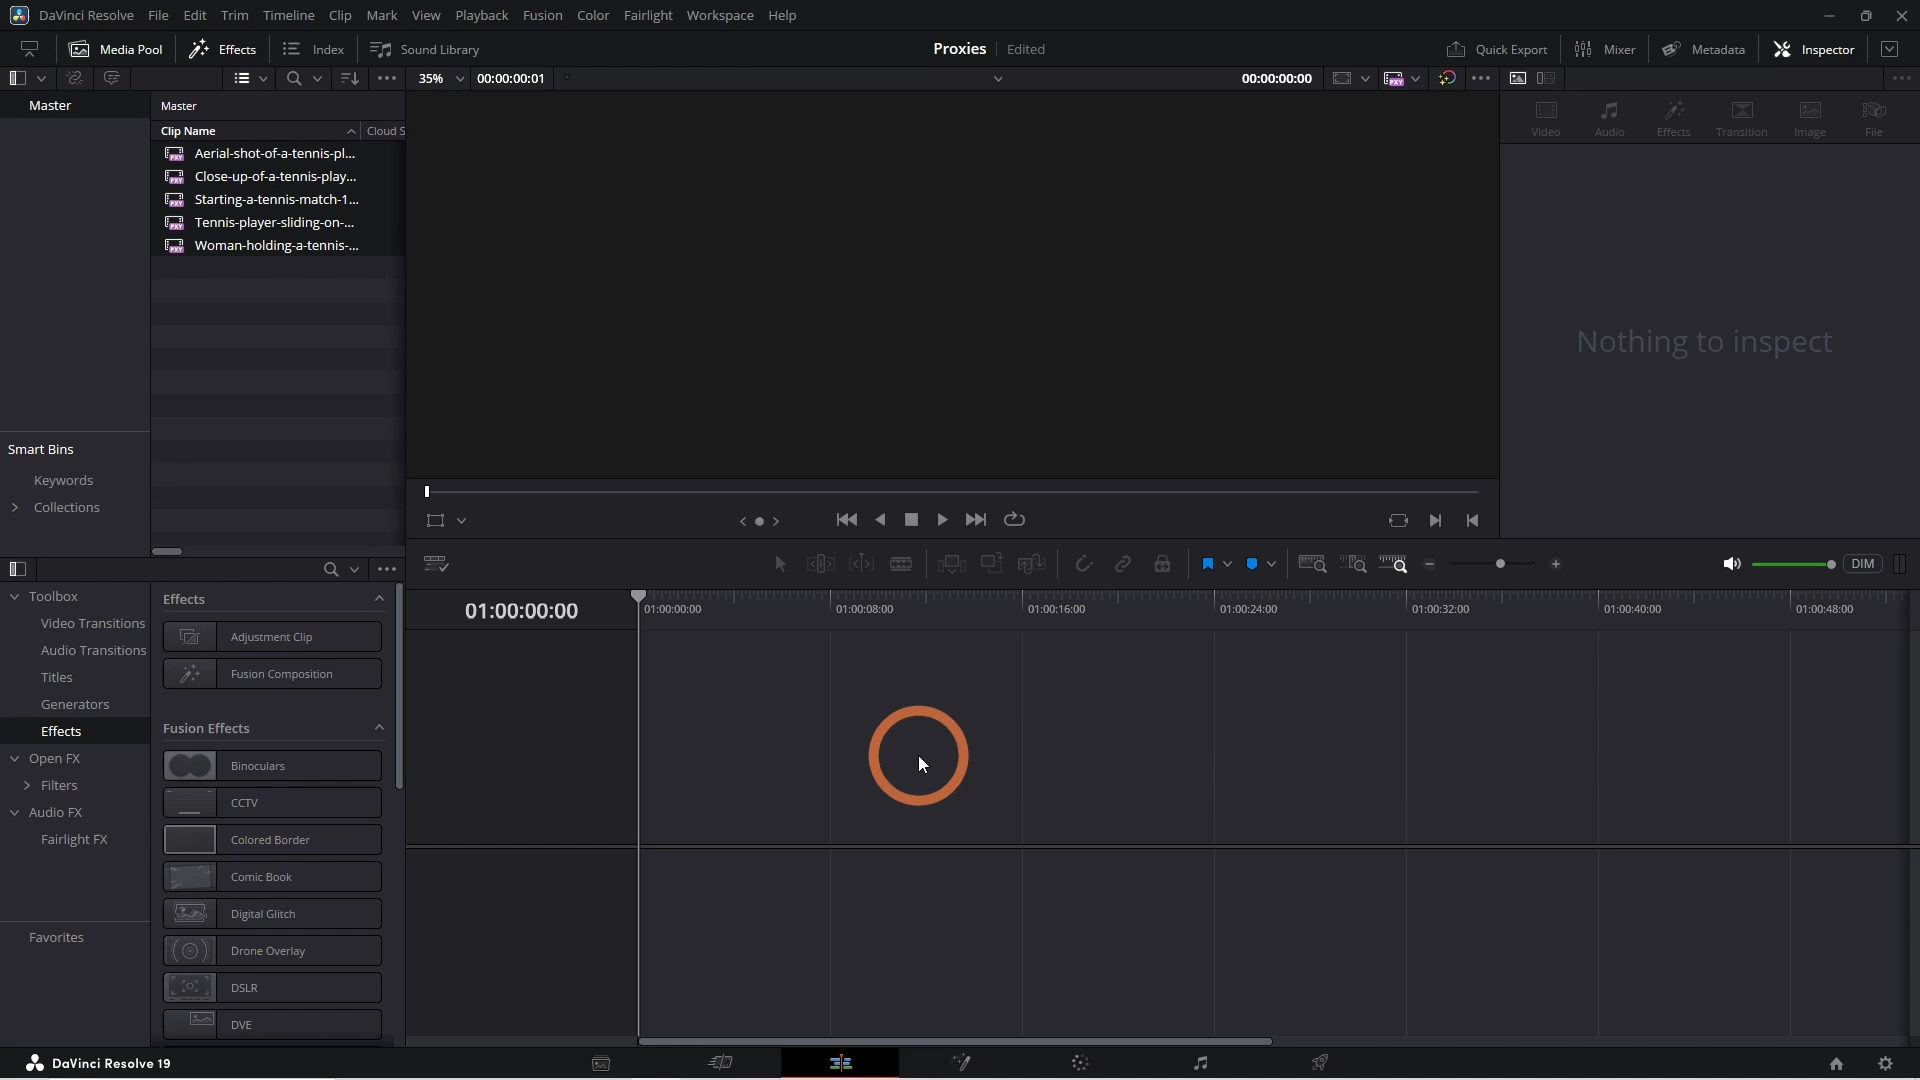 DaVinci Resolve File Edit Trim Timeline Clip Mark View Playback Fusion Color Fairlight Workspace Help
Media Pool Effects Index Sound Library Proxies Edited Quick Export Mixer Metadata Inspector
35% 00:00:00:01 00:00:00:00
Master Master
Clip Name Cloud S
Video Audio Effects Transition Image File
PXY Aerial-shot-of-a-tennis-pl...
PXY Close-up-of-a-tennis-play...
PXY Starting-a-tennis-match-1...
PXY Tennis-player-sliding-on-...
PXY Woman-holding-a-tennis-...
Nothing to inspect
Smart Bins
Keywords
Collections
DIM
Toolbox Effects
01:00:00:00 01:00:00:00 01:00:08:00 01:00:16:00 01:00:24:00 01:00:32:00 01:00:40:00 01:00:48:00
Video Transitions Adjustment Clip
Audio Transitions
Titles Fusion Composition
Generators
Effects Fusion Effects
Open FX Binoculars
Filters CCTV
Audio FX
Fairlight FX Colored Border
Comic Book
Digital Glitch
Favorites Drone Overlay
DSLR
DVE
DaVinci Resolve 19